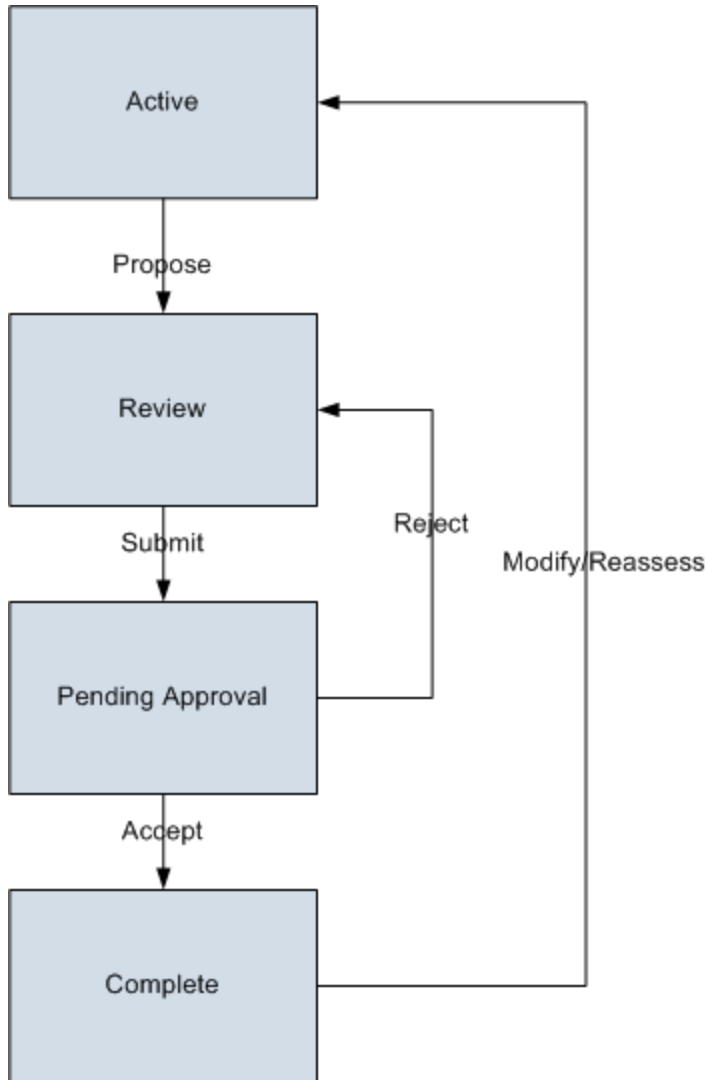 Active
Propose
Review
Submit
Reject
Modify/Reassess
Pending Approval
Accept
Complete